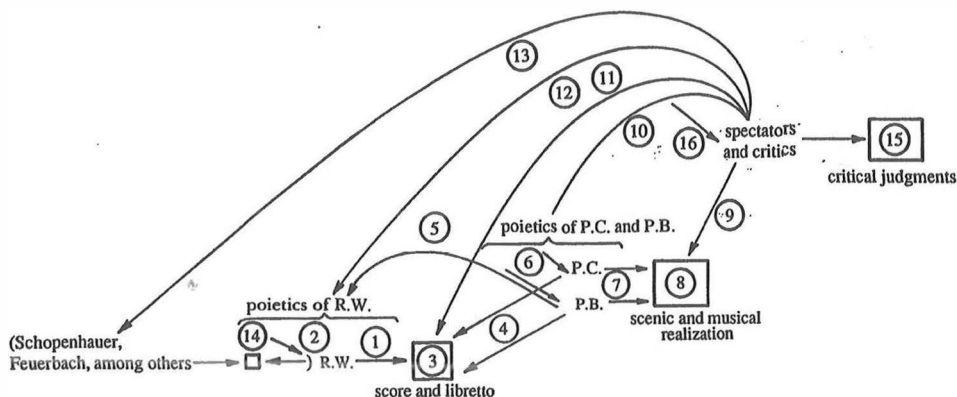 13
12
11
10
16
spectators
and critics
15
critical judgments
9
5
poietics of P.C. and P.B.
6
P.C.
7
8
P.B.
scenic and musical
realization
poietics of R.W.
(Schopenhauer,
Feuerbach, among others
14
2
1
) R.W.
4
3
score and libretto